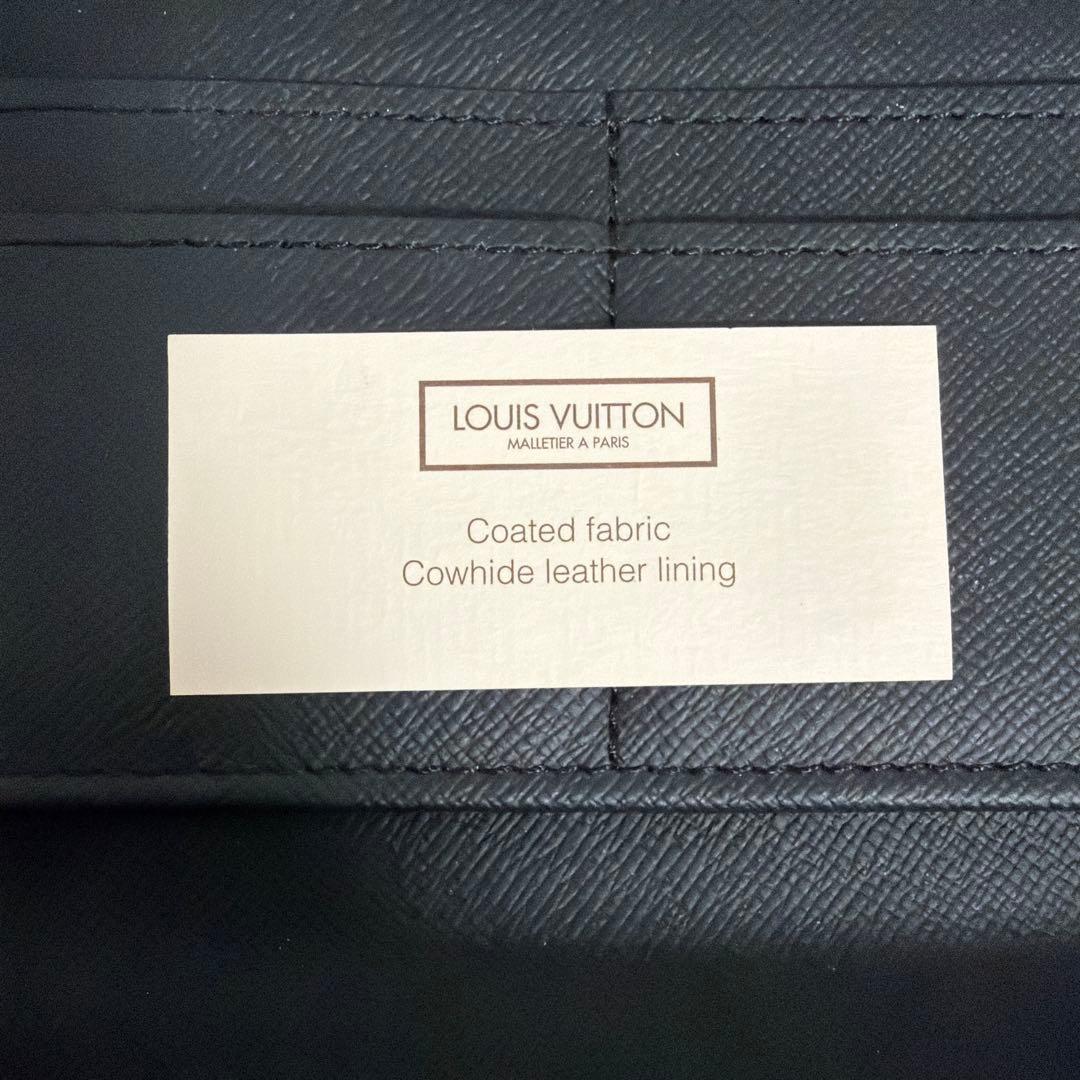 LOUIS VUITTON
MALLETIER A PARIS
Coated fabric
Cowhide leather lining